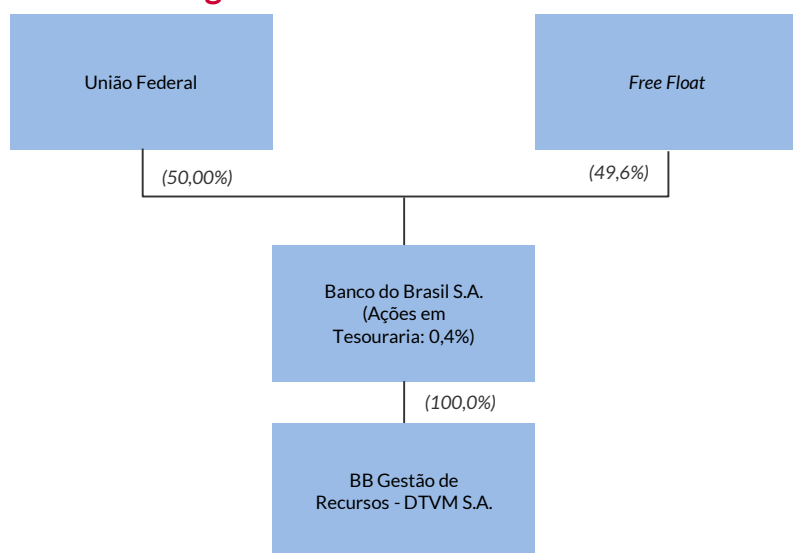 União Federal
Free Float
(50,00%)
(49,6%)
Banco do Brasil S.A.
(Ações em
Tesouraria: 0,4%)
(100,0%)
BB Gestão de
Recursos - DTVM S.A.